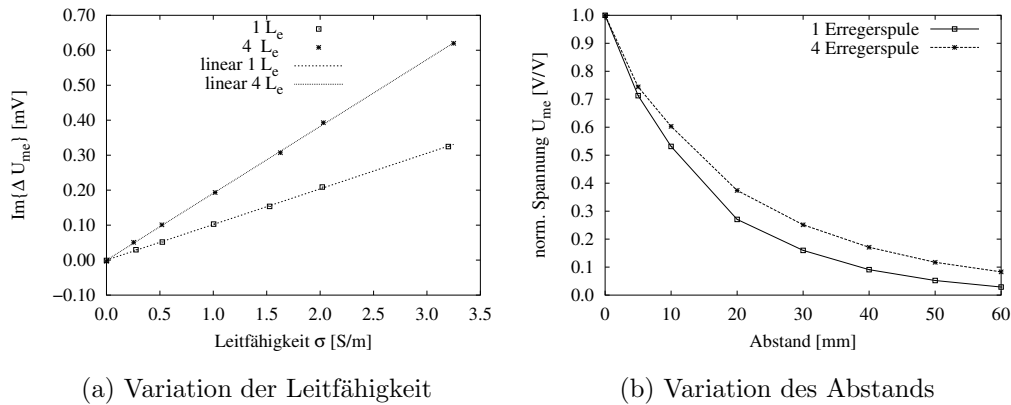 Im{Δ U_me} [mV]
0.70
0.60
0.50
0.40
0.30
0.20
0.10
0.00
−0.10
1 L_e
4 L_e
linear 1 L_e
linear 4 L_e
0.0 0.5 1.0 1.5 2.0 2.5 3.0 3.5
Leitfähigkeit σ [S/m]
(a) Variation der Leitfähigkeit
norm. Spannung U_me [V/V]
1.0
0.9
0.8
0.7
0.6
0.5
0.4
0.3
0.2
0.1
0.0
1 Erregerspule
4 Erregerspule
0 10 20 30 40 50 60
Abstand [mm]
(b) Variation des Abstands